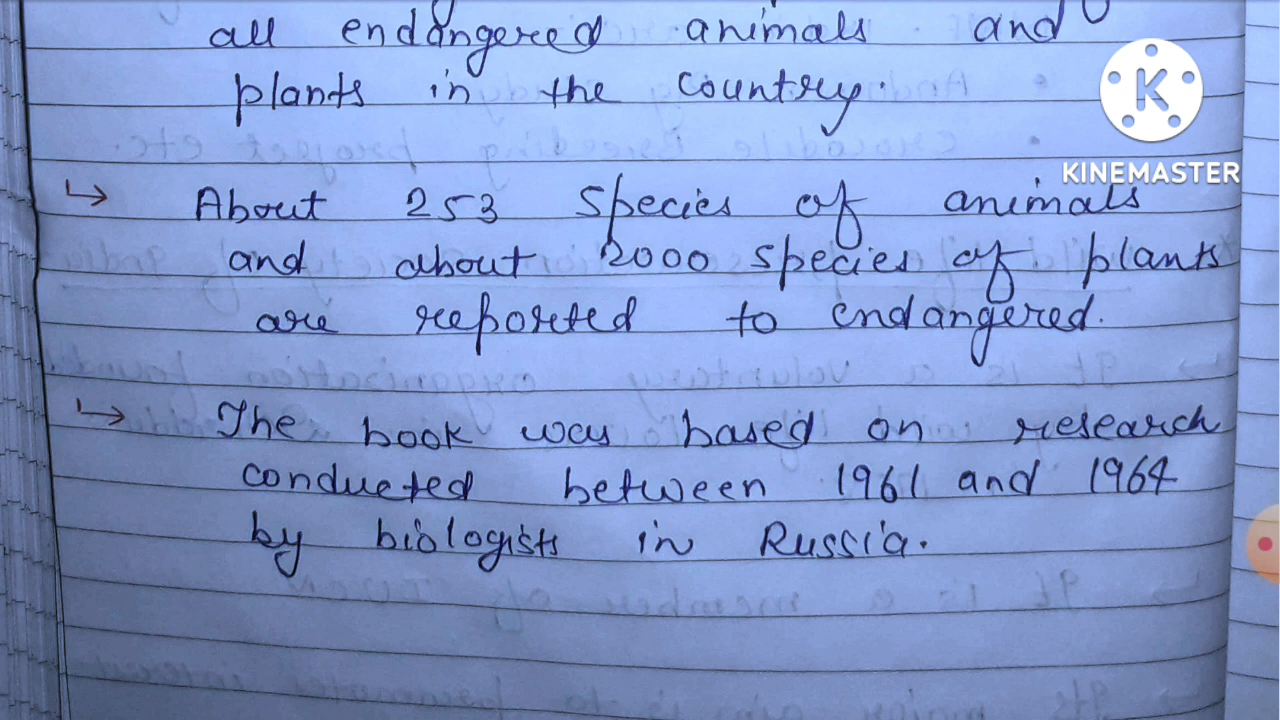 all endangered animals and
plants in the country.
KINEMASTER
↳ About 253 species of animals
and about 2000 species of plants
are reported to endangered.
↳ The book was based on research
conducted between 1961 and 1964
by biologists in Russia.